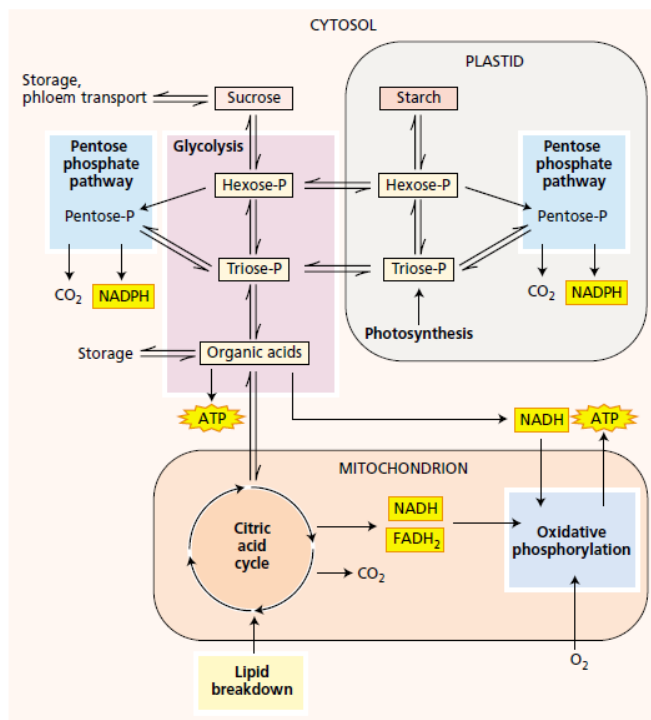 CYTOSOL
PLASTID
Storage,
phloem transport
Sucrose
Starch
Pentose
phosphate
pathway
Glycolysis
Pentose
phosphate
pathway
Hexose-P
Hexose-P
Pentose-P
Pentose-P
Triose-P
Triose-P
CO₂
NADPH
CO₂
NADPH
Photosynthesis
Storage
Organic acids
ATP
NADH
ATP
MITOCHONDRION
NADH
FADH₂
Citric
acid
cycle
Oxidative
phosphorylation
CO₂
O₂
Lipid
breakdown